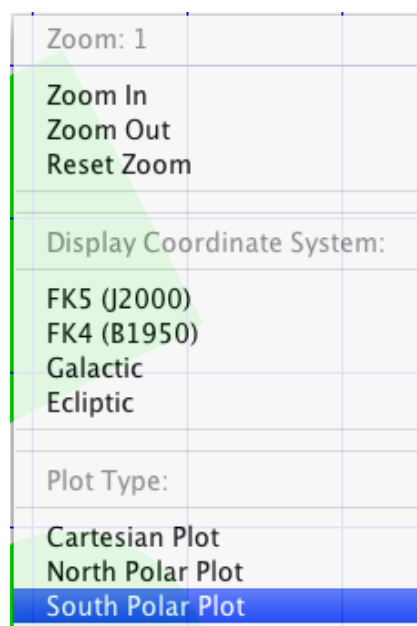 Zoom: 1
Zoom In
Zoom Out
Reset Zoom
Display Coordinate System:
FK5 (J2000)
FK4 (B1950)
Galactic
Ecliptic
Plot Type:
Cartesian Plot
North Polar Plot
South Polar Plot